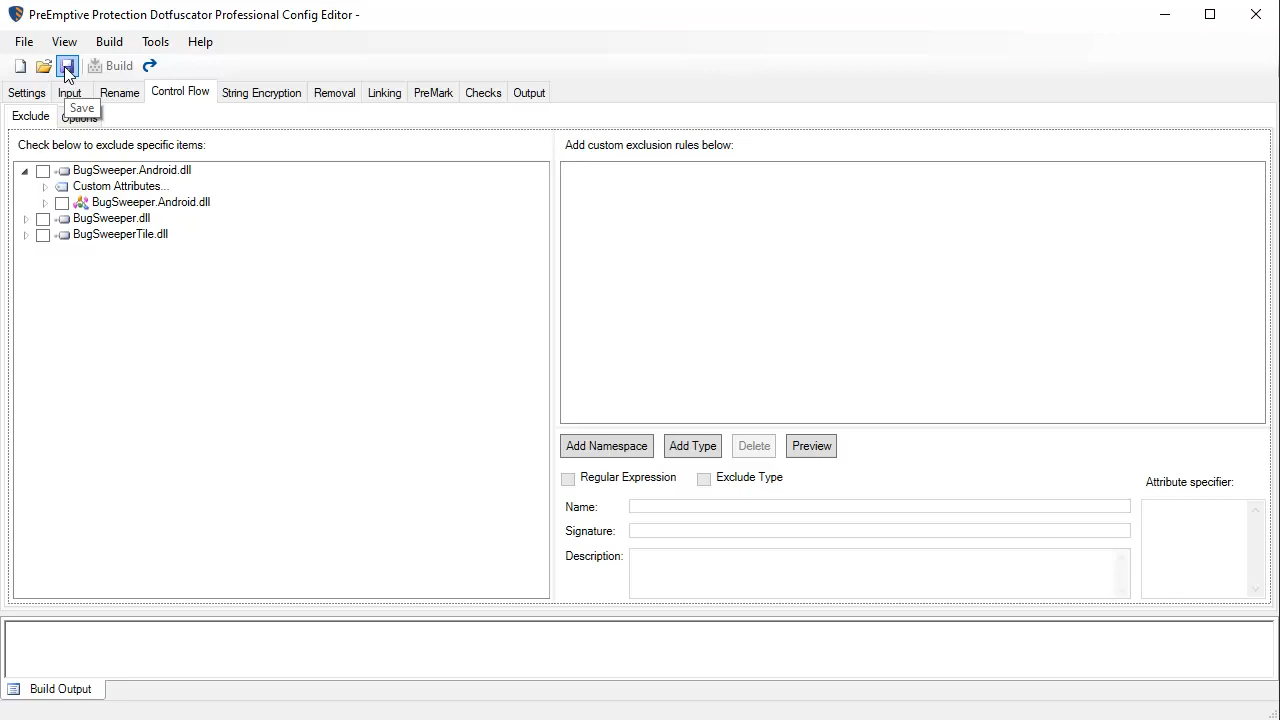 PreEmptive Protection Dotfuscator Professional Config Editor -
File View Build Tools Help
Build
Settings Input Rename Control Flow String Encryption Removal Linking PreMark Checks Output
Save
Exclude Options
Check below to exclude specific items:
Add custom exclusion rules below:
BugSweeper.Android.dll
Custom Attributes...
BugSweeper.Android.dll
BugSweeper.dll
BugSweeperTile.dll
Add Namespace Add Type Delete Preview
Regular Expression Exclude Type
Attribute specifier:
Name:
Signature:
Description:
Build Output